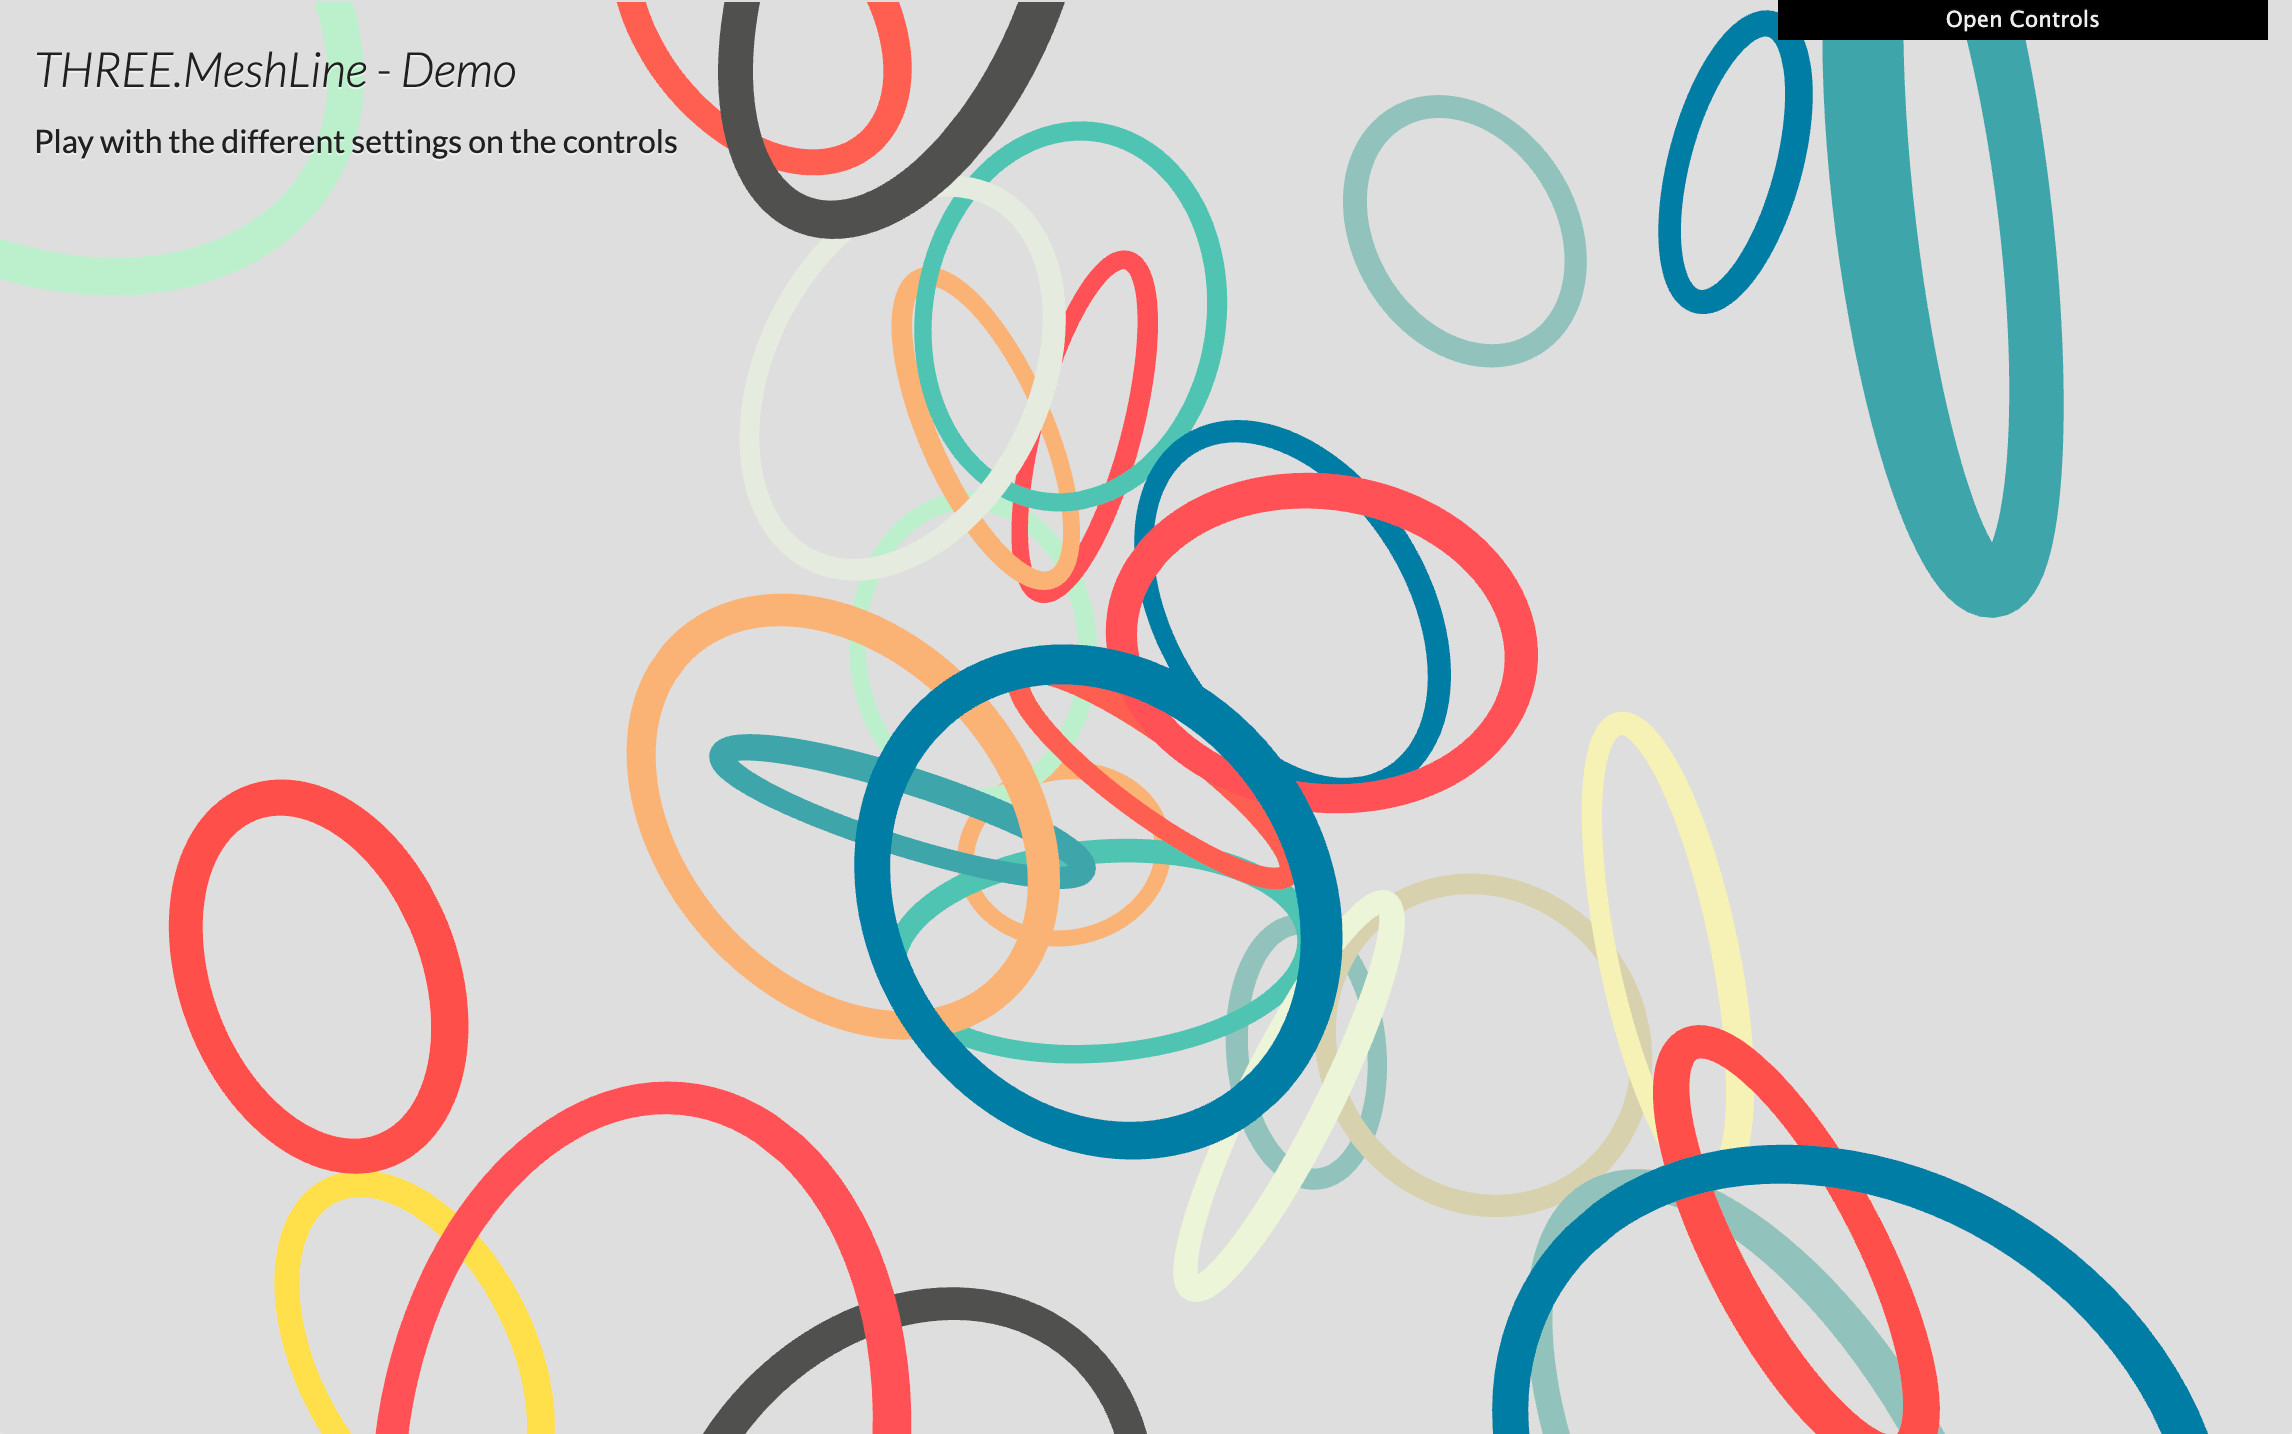 Open Controls
THREE.MeshLine - Demo
Play with the different settings on the controls